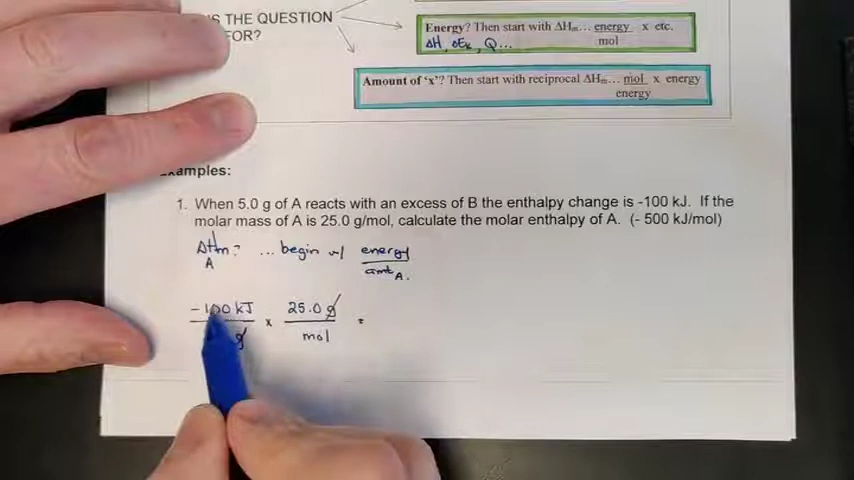 S THE QUESTION
FOR?
Energy? Then start with ΔHm... energy x etc.
mol
ΔH, ΔEk, Q...
Amount of 'x'? Then start with reciprocal ΔHm... mol x energy
energy
amples:
1. When 5.0 g of A reacts with an excess of B the enthalpy change is -100 kJ. If the
molar mass of A is 25.0 g/mol, calculate the molar enthalpy of A. (- 500 kJ/mol)
ΔHm? ... begin w/ energy
A amt A.
-100 kJ x 25.0 g =
g mol